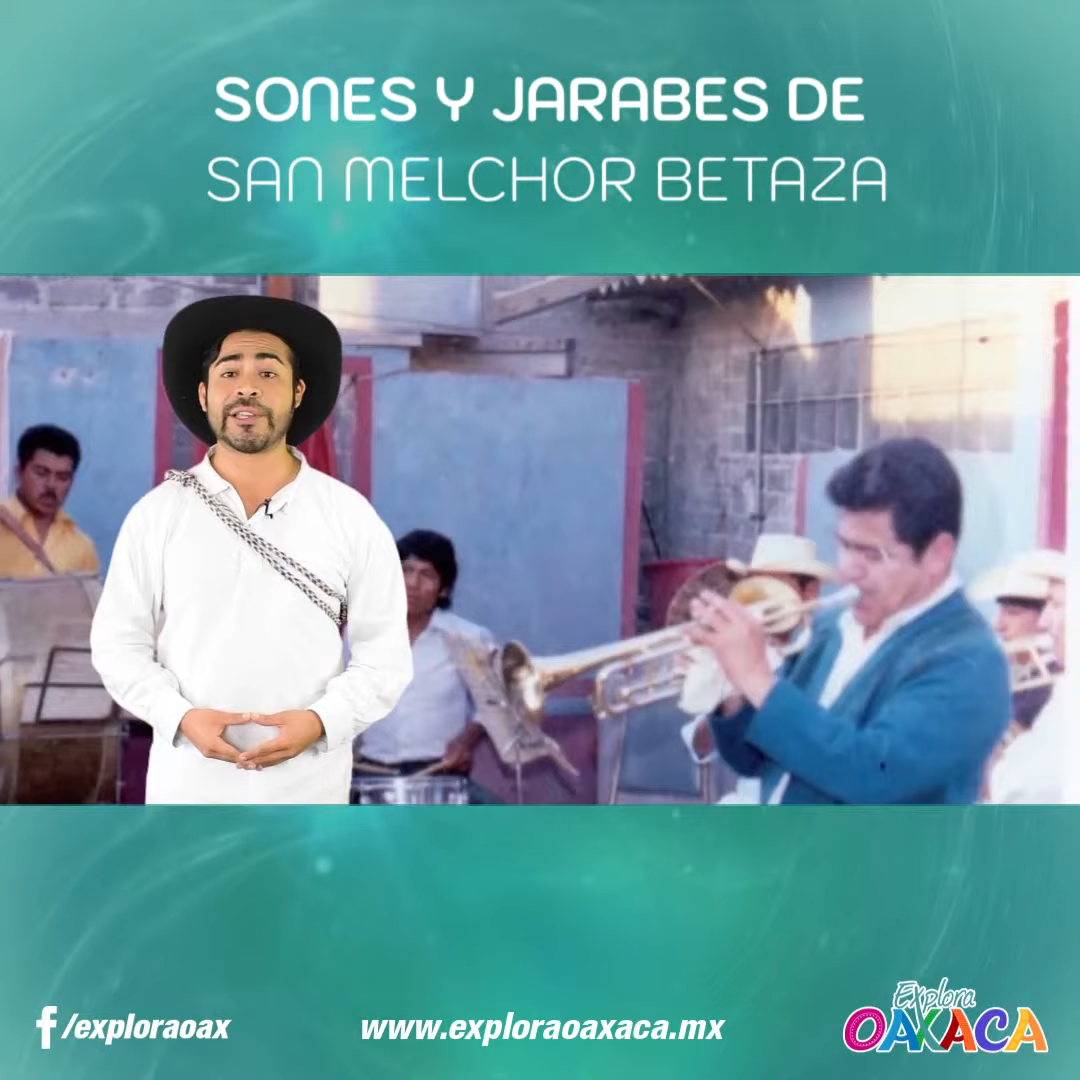 SONES Y JARABES DE
SAN MELCHOR BETAZA
f/exploraoax
www.exploraoaxaca.mx
Explora
OAXACA